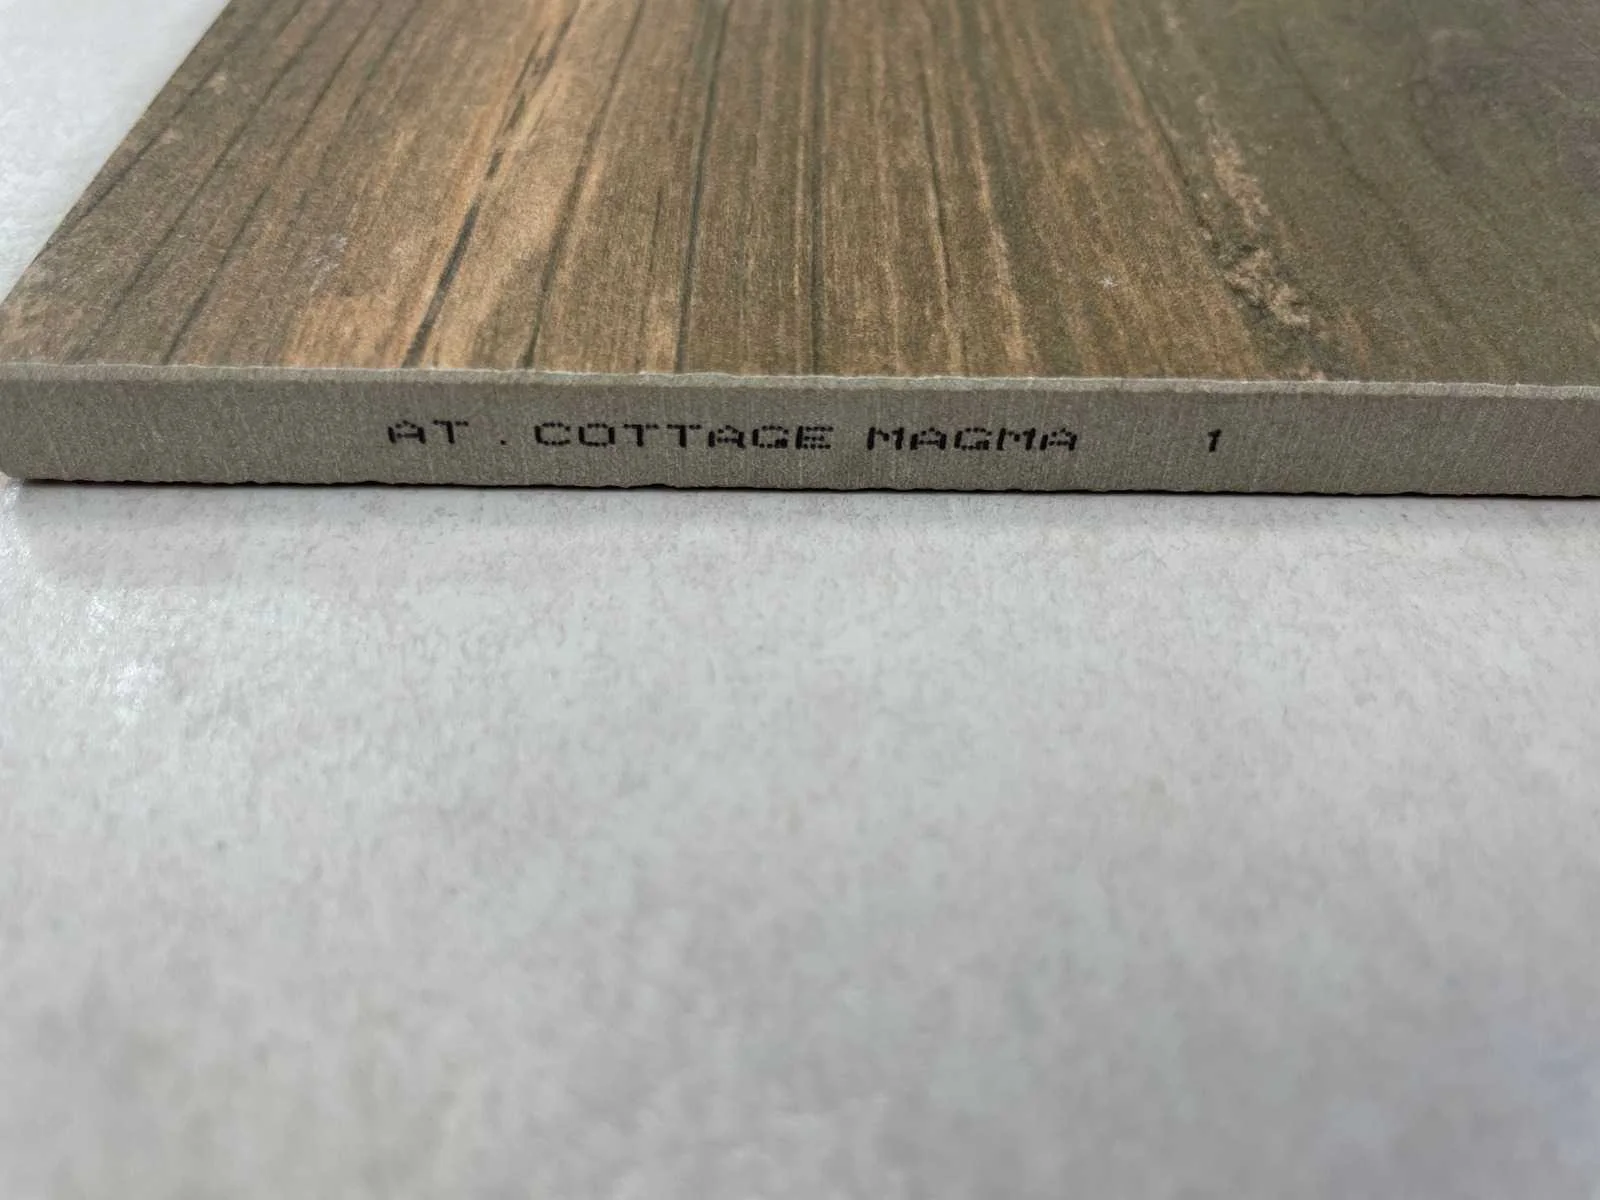 AT . COTTAGE MAGMA 1